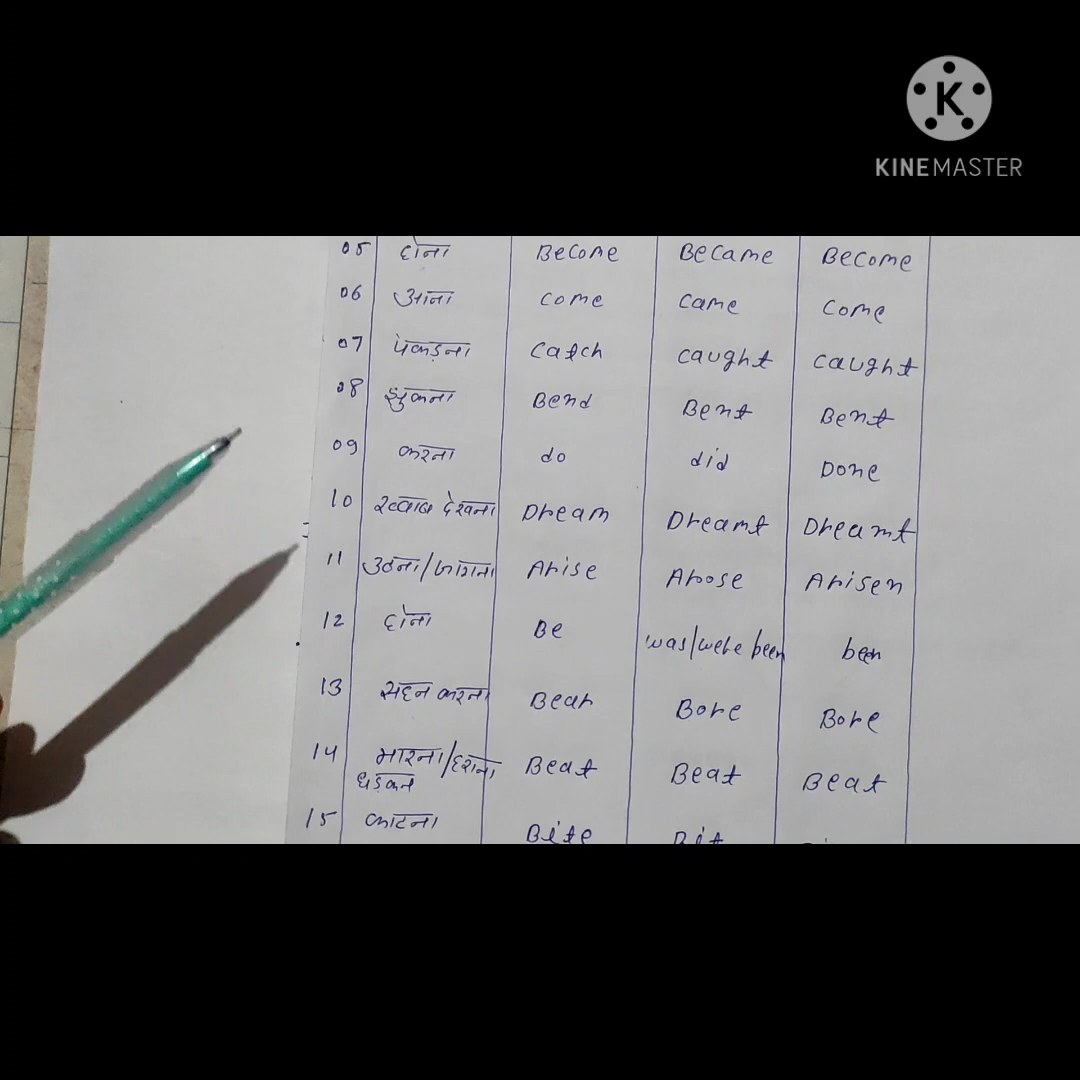 KINEMASTER
05 होना Become Became Become
06 आना come came come
07 पकड़ना catch caught caught
08 झुकना Bend Bent Bent
09 करना do did Done
10 ख्वाब देखना Dream Dreamt Dreamt
11 उठना/जागना Arise Arose Arisen
12 होना Be was/were been been
13 सहन करना Bear Bore Bore
14 मारना/हराना Beat Beat Beat
धड़कन
15 काटना Bite Bit